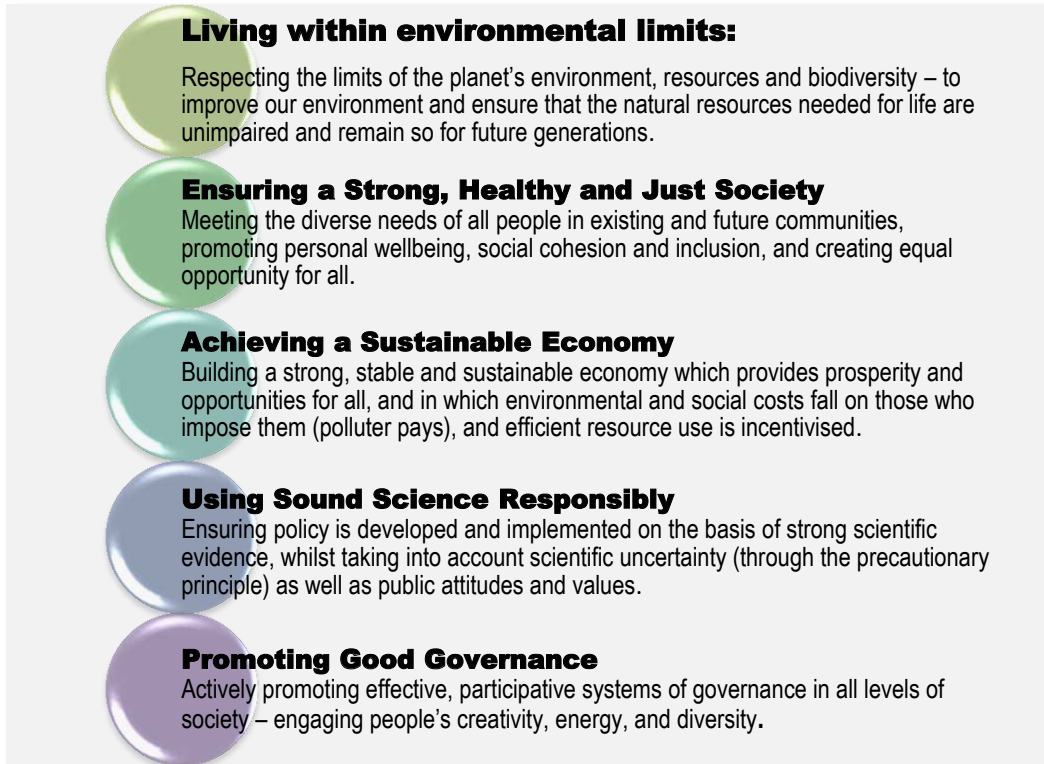 Living within environmental limits:
Respecting the limits of the planet’s environment, resources and biodiversity – to
improve our environment and ensure that the natural resources needed for life are
unimpaired and remain so for future generations.
Ensuring a Strong, Healthy and Just Society
Meeting the diverse needs of all people in existing and future communities,
promoting personal wellbeing, social cohesion and inclusion, and creating equal
opportunity for all.
Achieving a Sustainable Economy
Building a strong, stable and sustainable economy which provides prosperity and
opportunities for all, and in which environmental and social costs fall on those who
impose them (polluter pays), and efficient resource use is incentivised.
Using Sound Science Responsibly
Ensuring policy is developed and implemented on the basis of strong scientific
evidence, whilst taking into account scientific uncertainty (through the precautionary
principle) as well as public attitudes and values.
Promoting Good Governance
Actively promoting effective, participative systems of governance in all levels of
society – engaging people’s creativity, energy, and diversity.